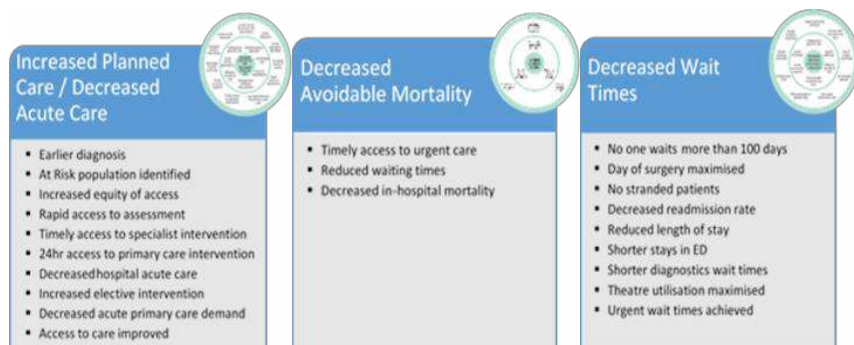 Increased Planned
Care / Decreased
Acute Care
▪ Earlier diagnosis
▪ At Risk population identified
▪ Increased equity of access
▪ Rapid access to assessment
▪ Timely access to specialist intervention
▪ 24hr access to primary care intervention
▪ Decreased hospital acute care
▪ Increased elective intervention
▪ Decreased acute primary care demand
▪ Access to care improved
Decreased
Avoidable Mortality
▪ Timely access to urgent care
▪ Reduced waiting times
▪ Decreased in-hospital mortality
Decreased Wait
Times
▪ No one waits more than 100 days
▪ Day of surgery maximised
▪ No stranded patients
▪ Decreased readmission rate
▪ Reduced length of stay
▪ Shorter stays in ED
▪ Shorter diagnostics wait times
▪ Theatre utilisation maximised
▪ Urgent wait times achieved